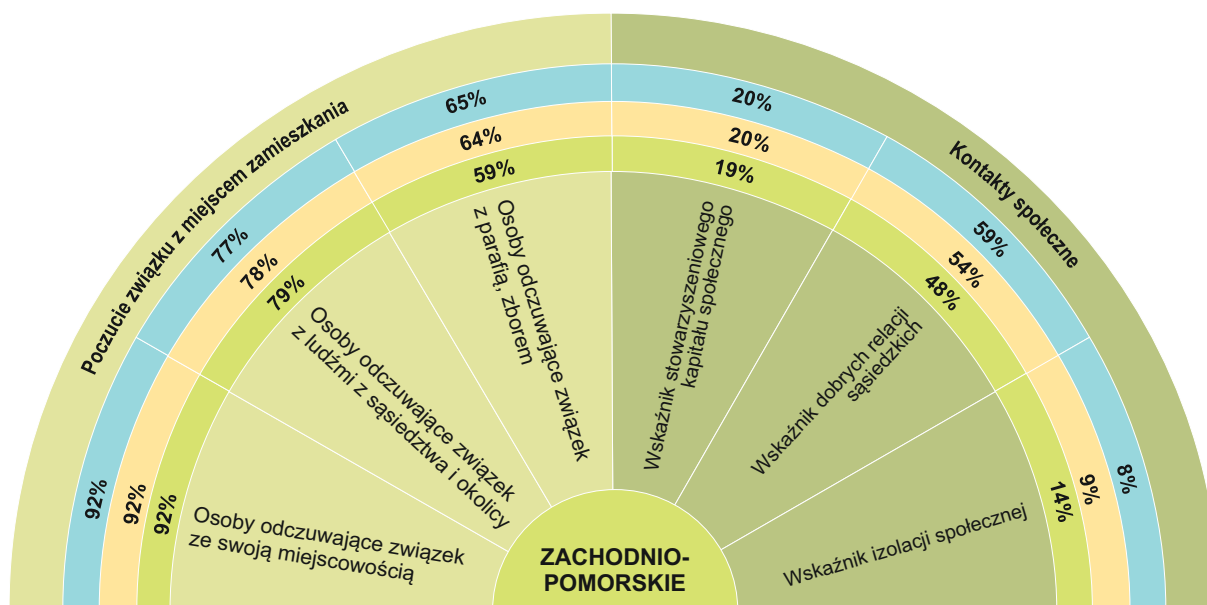 Poczucie związku z miejscem zamieszkania
Kontakty społeczne
92%
77%
65%
20%
59%
8%
92%
78%
64%
20%
54%
9%
92%
79%
59%
19%
48%
14%
Osoby odczuwające związek
ze swoją miejscowością
Osoby odczuwające związek
z ludźmi z sąsiedztwa i okolicy
Osoby odczuwające związek
z parafią, zborem
Wskaźnik stowarzyszeniowego
kapitału społecznego
Wskaźnik dobrych relacji
sąsiedzkich
Wskaźnik izolacji społecznej
ZACHODNIO-
POMORSKIE